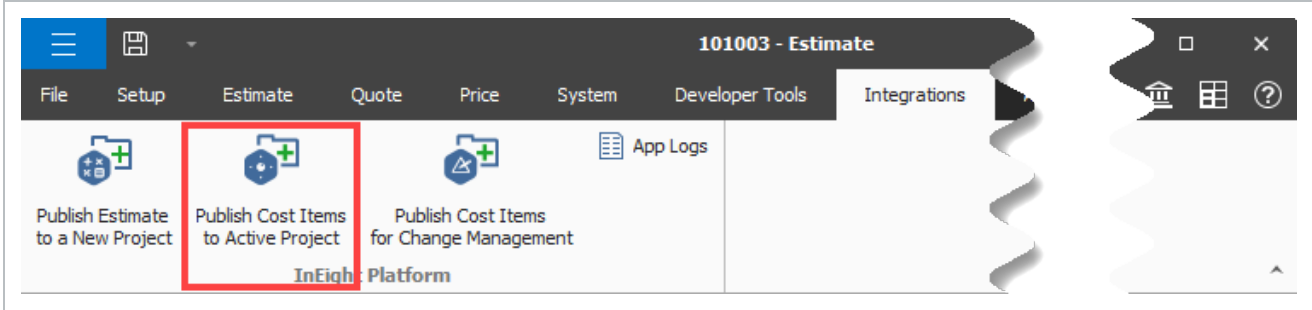 101003 - Estimate
File Setup Estimate Quote Price System Developer Tools Integrations
App Logs
Publish Estimate Publish Cost Items Publish Cost Items
to a New Project to Active Project for Change Management
InEight Platform